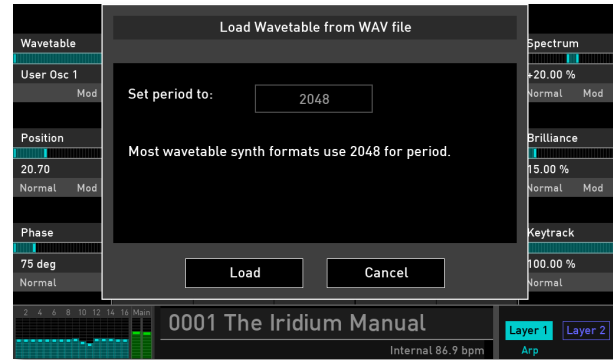 Load Wavetable from WAV file
Wavetable
User Osc 1
Mod
Position
20.70
Normal Mod
Phase
75 deg
Normal
Set period to: 2048
Most wavetable synth formats use 2048 for period.
Load Cancel
Spectrum
+20.00 %
Normal Mod
Brilliance
15.00 %
Normal Mod
Keytrack
100.00 %
Normal
2 4 6 8 10 12 14 16 Main
0001 The Iridium Manual
Internal 86.9 bpm
Layer 1 Layer 2
Arp